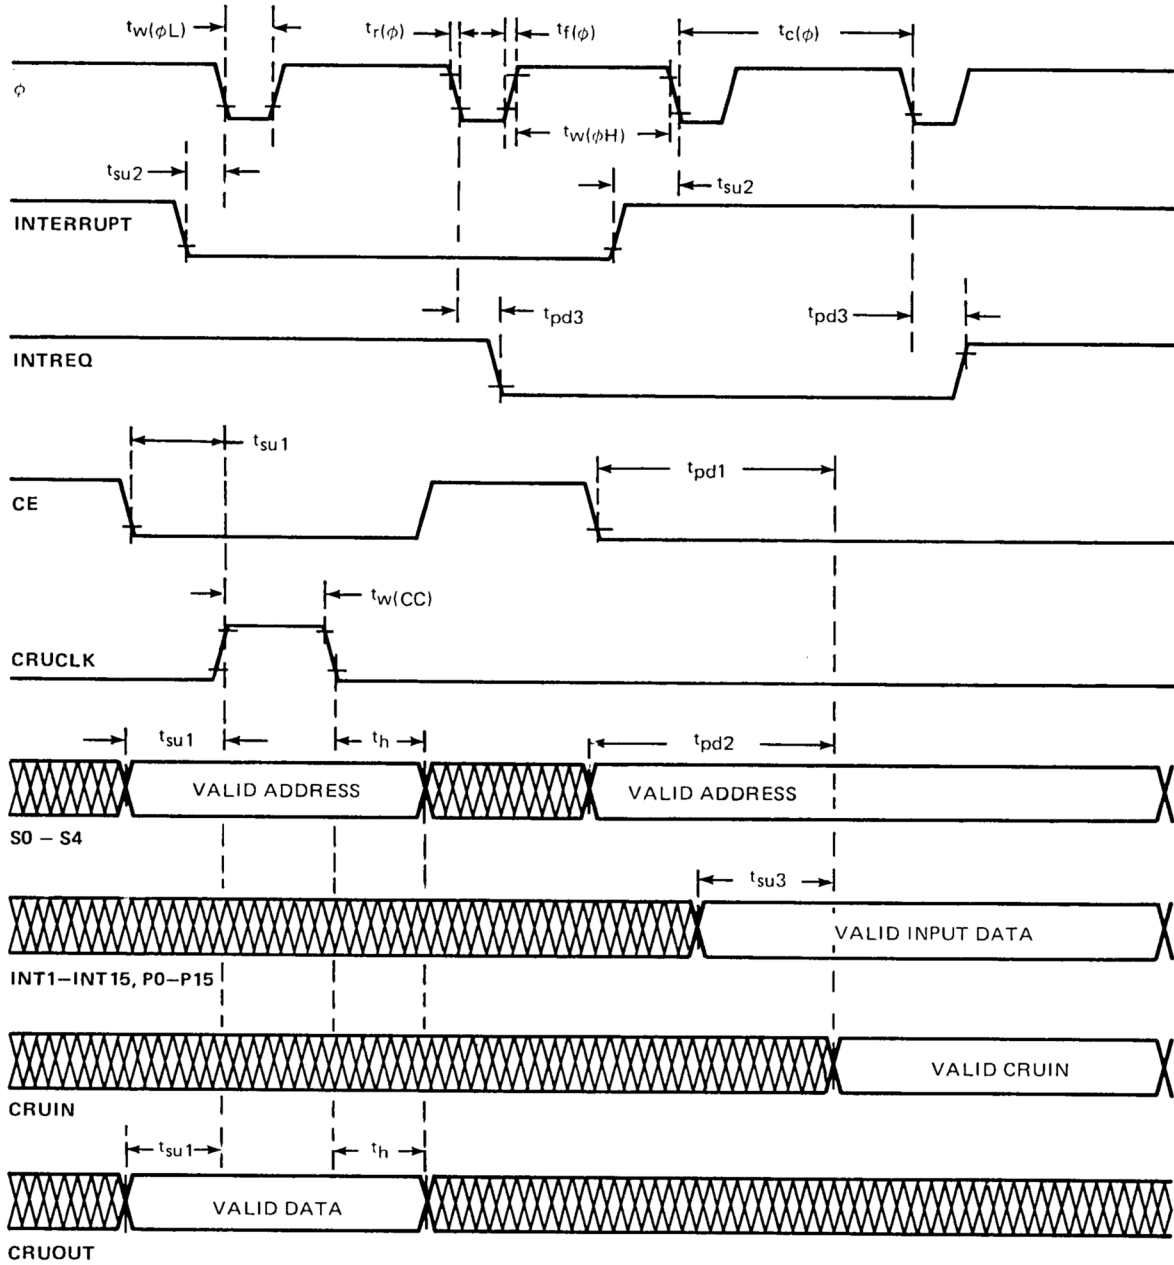 tw(ϕL)
tr(ϕ)
tf(ϕ)
tc(ϕ)
ϕ
tw(ϕH)
tsu2
tsu2
INTERRUPT
tpd3
tpd3
INTREQ
tsu1
tpd1
CE
tw(CC)
CRUCLK
tsu1
th
tpd2
VALID ADDRESS
VALID ADDRESS
S0 – S4
tsu3
VALID INPUT DATA
INT1–INT15, P0–P15
VALID CRUIN
CRUIN
tsu1
th
VALID DATA
CRUOUT